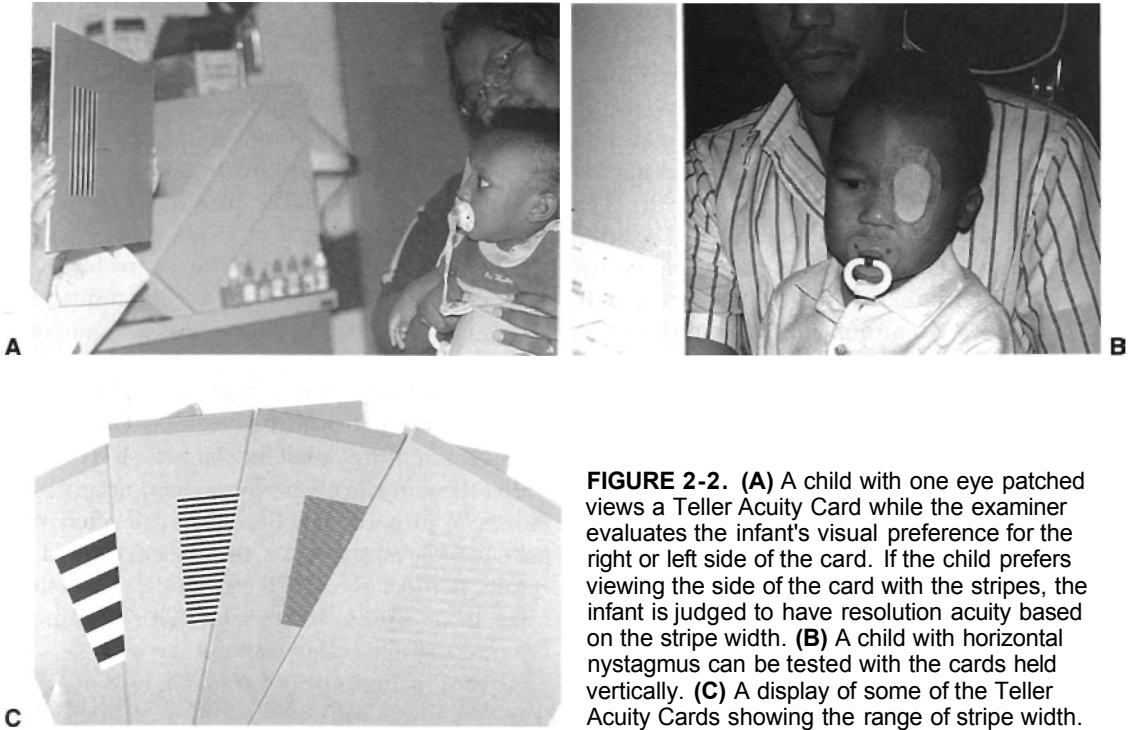 A
B
C
FIGURE 2-2. (A) A child with one eye patched
views a Teller Acuity Card while the examiner
evaluates the infant's visual preference for the
right or left side of the card. If the child prefers
viewing the side of the card with the stripes, the
infant is judged to have resolution acuity based
on the stripe width. (B) A child with horizontal
nystagmus can be tested with the cards held
vertically. (C) A display of some of the Teller
Acuity Cards showing the range of stripe width.